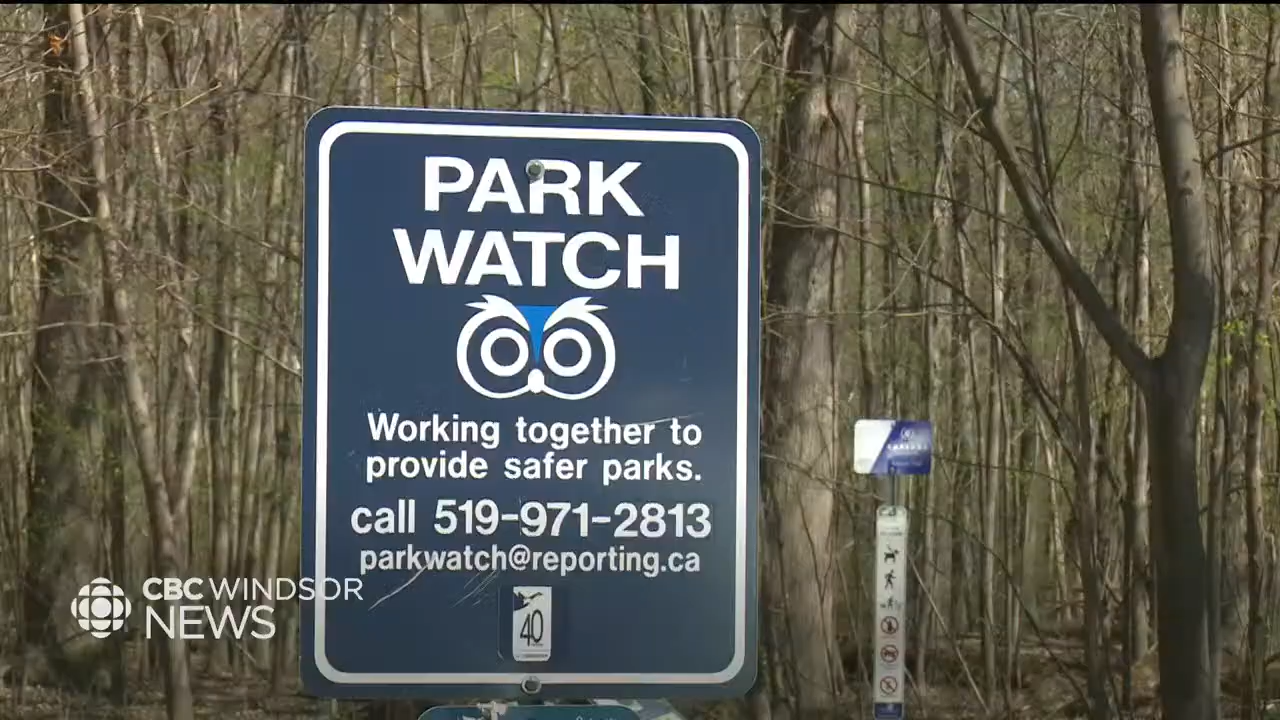 PARK
WATCH
Working together to
provide safer parks.
call 519-971-2813
parkwatch@reporting.ca
40
CBC WINDSOR
NEWS